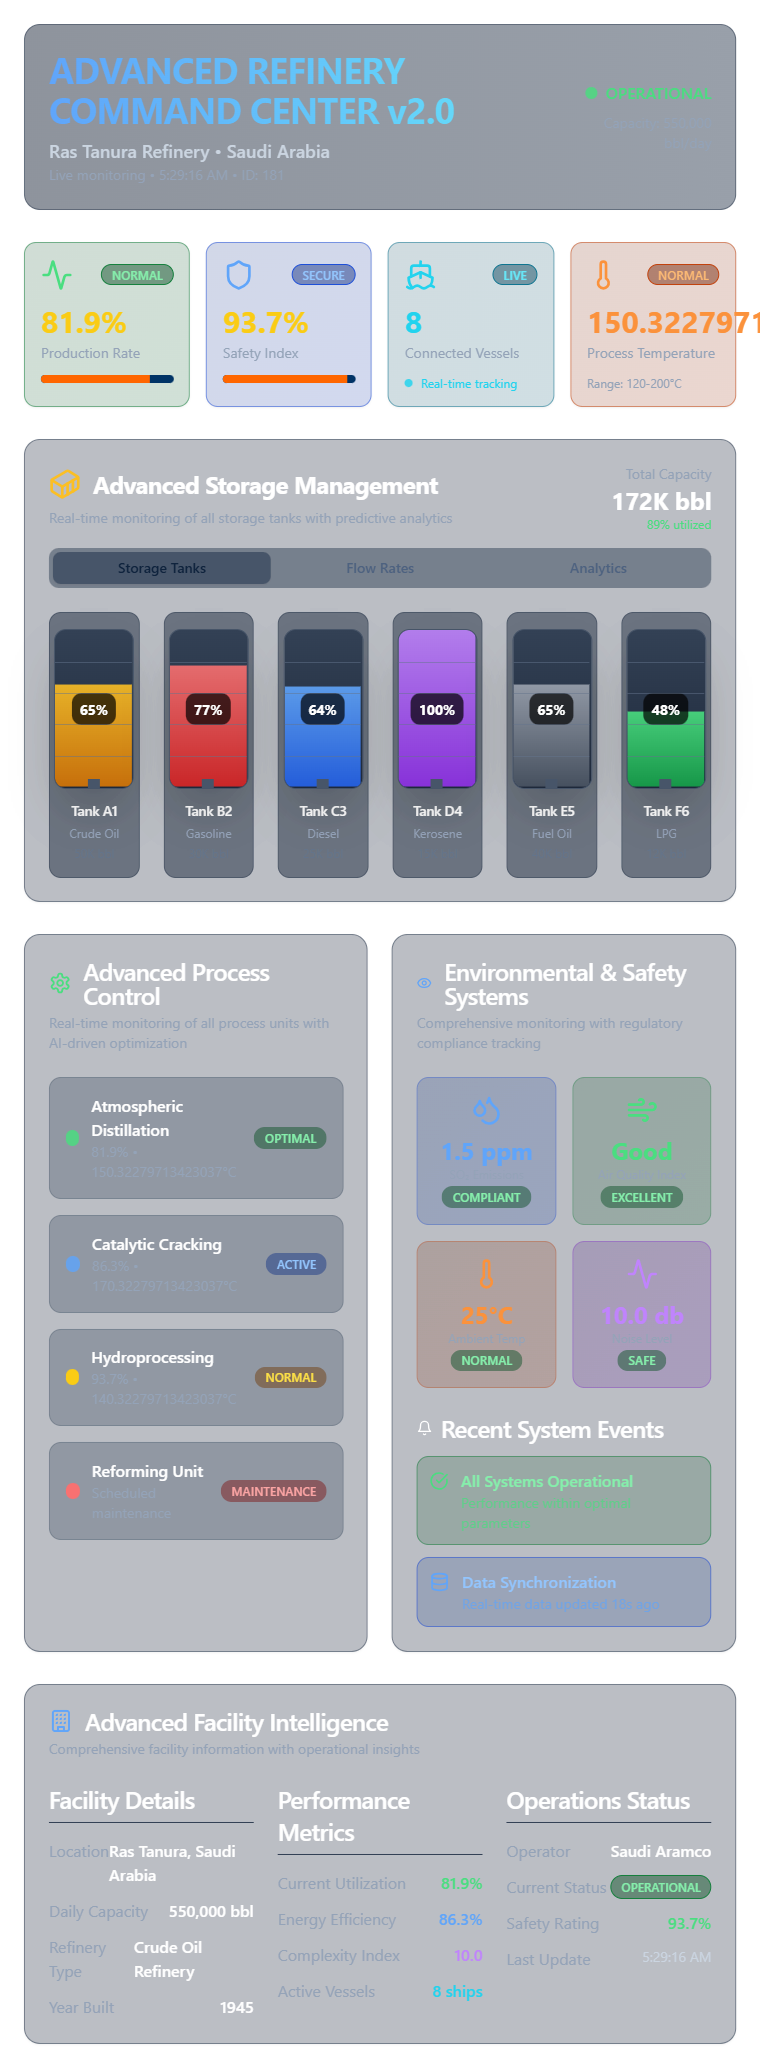 ADVANCED REFINERY
COMMAND CENTER v2.0
OPERATIONAL
Ras Tanura Refinery • Saudi Arabia
Live monitoring • 5:29:16 AM • ID: 181
NORMAL
81.9%
Production Rate
SECURE
93.7%
Safety Index
LIVE
8
Connected Vessels
Real-time tracking
NORMAL
150.3227971
Process Temperature
Range: 120-200°C
Advanced Storage Management
Real-time monitoring of all storage tanks with predictive analytics
Total Capacity
172K bbl
89% utilized
Storage Tanks
Flow Rates
Analytics
65%
Tank A1
Crude Oil
77%
Tank B2
Gasoline
64%
Tank C3
Diesel
100%
Tank D4
Kerosene
65%
Tank E5
Fuel Oil
48%
Tank F6
LPG
Advanced Process
Control
Real-time monitoring of all process units with
AI-driven optimization
Atmospheric
Distillation
81.9% •
150.32279713423037°C
OPTIMAL
Catalytic Cracking
86.3% •
170.32279713423037°C
ACTIVE
Hydroprocessing
93.7% •
140.32279713423037°C
NORMAL
Reforming Unit
Scheduled
maintenance
MAINTENANCE
Environmental & Safety
Systems
Comprehensive monitoring with regulatory
compliance tracking
1.5 ppm
COMPLIANT
Good
EXCELLENT
25°C
Ambient Temp
NORMAL
10.0 db
SAFE
Recent System Events
All Systems Operational
Performance within optimal
parameters
Data Synchronization
Real-time data updated 18s ago
Advanced Facility Intelligence
Comprehensive facility information with operational insights
Facility Details
Location Ras Tanura, Saudi
Arabia
Daily Capacity 550,000 bbl
Refinery Crude Oil
Type Refinery
Year Built 1945
Performance
Metrics
Current Utilization 81.9%
Energy Efficiency 86.3%
Complexity Index 10.0
Active Vessels 8 ships
Operations Status
Operator Saudi Aramco
Current Status OPERATIONAL
Safety Rating 93.7%
Last Update 5:29:16 AM